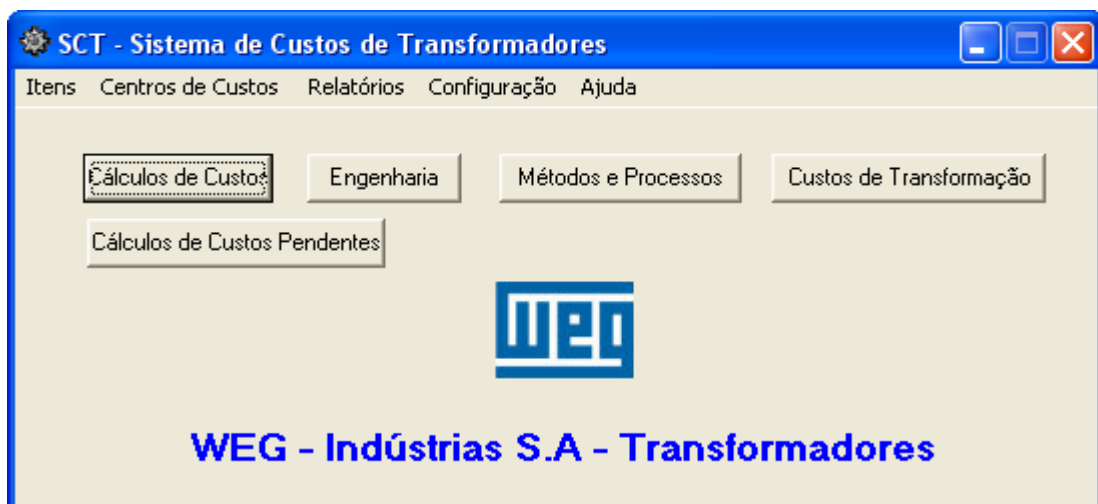 SCT - Sistema de Custos de Transformadores
Itens Centros de Custos Relatórios Configuração Ajuda
Cálculos de Custos Engenharia Métodos e Processos Custos de Transformação
Cálculos de Custos Pendentes
weg
WEG - Indústrias S.A - Transformadores